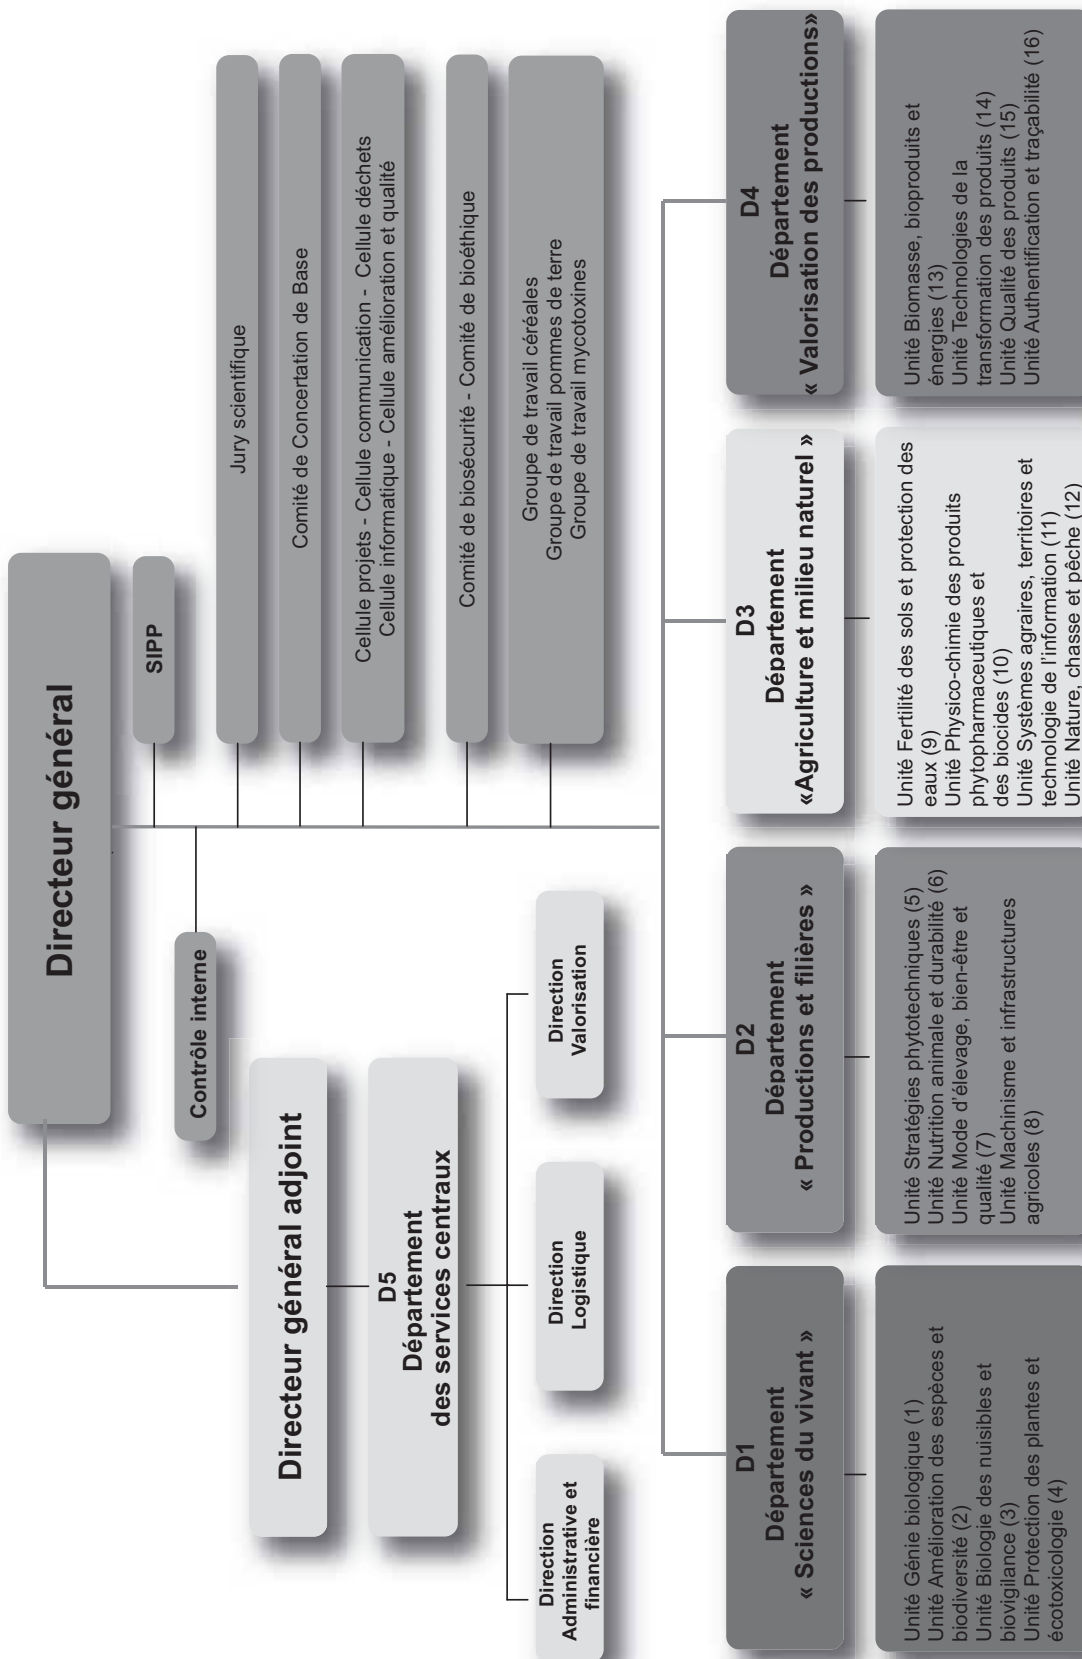 Directeur général
SIPP
Contrôle interne
Jury scientifique
Comité de Concertation de Base
Cellule projets - Cellule communication - Cellule déchets
Cellule informatique - Cellule amélioration et qualité
Comité de biosécurité - Comité de bioéthique
Groupe de travail céréales
Groupe de travail pommes de terre
Groupe de travail mycotoxines
Directeur général adjoint
D5
Département
des services centraux
Direction
Administrative et
financière
Direction
Logistique
Direction
Valorisation
D1
Département
« Sciences du vivant »
Unité Génie biologique (1)
Unité Amélioration des espèces et
biodiversité (2)
Unité Biologie des nuisibles et
biovigilance (3)
Unité Protection des plantes et
écotoxicologie (4)
D2
Département
« Productions et filières »
Unité Stratégies phytotechniques (5)
Unité Nutrition animale et durabilité (6)
Unité Mode d'élevage, bien-être et
qualité (7)
Unité Machinisme et infrastructures
agricoles (8)
D3
Département
«Agriculture et milieu naturel »
Unité Fertilité des sols et protection des
eaux (9)
Unité Physico-chimie des produits
phytopharmaceutiques et
des biocides (10)
Unité Systèmes agraires, territoires et
technologie de l'information (11)
Unité Nature, chasse et pêche (12)
D4
Département
« Valorisation des productions»
Unité Biomasse, bioproduits et
énergies (13)
Unité Technologies de la
transformation des produits (14)
Unité Qualité des produits (15)
Unité Authentification et traçabilité (16)